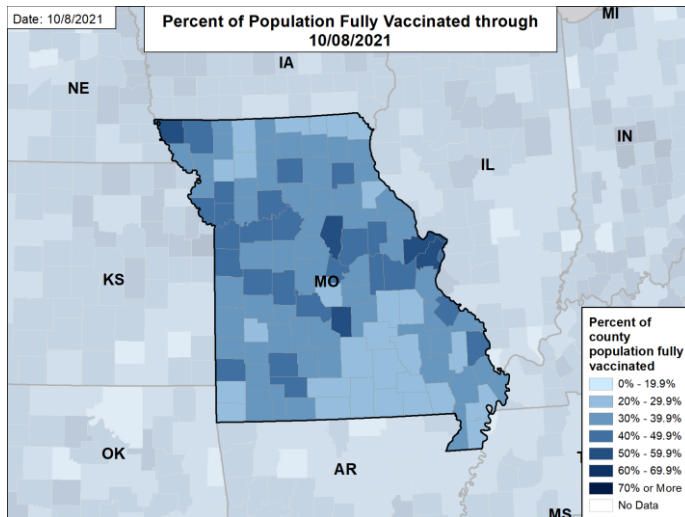 Date: 10/8/2021
Percent of Population Fully Vaccinated through
10/08/2021
MI
IA
NE
IN
IL
KS
MO
OK
AR
MS
Percent of
county
population fully
vaccinated
0% - 19.9%
20% - 29.9%
30% - 39.9%
40% - 49.9%
50% - 59.9%
60% - 69.9%
70% or More
No Data